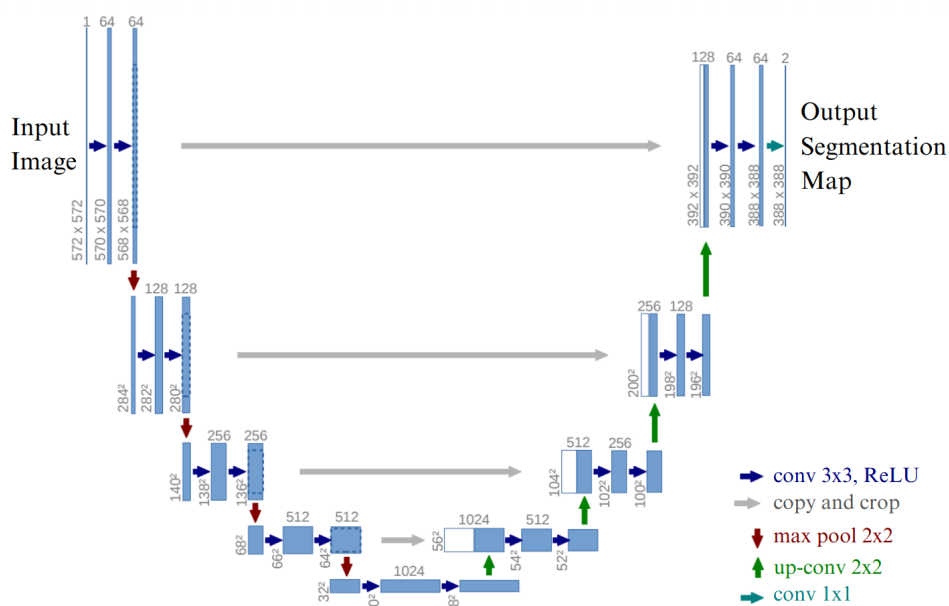 1 64 64
128 64 64 2
Input
Image
Output
Segmentation
Map
572 x 572
570 x 570
568 x 568
392 x 392
390 x 390
388 x 388
388 x 388
128 128
256 128
284²
282²
280²
200²
198²
196²
256 256
512 256
140²
138²
136²
104²
102²
100²
512 512
1024 512
68²
66²
64²
56²
54²
52²
1024
32²
conv 3x3, ReLU
copy and crop
max pool 2x2
up-conv 2x2
conv 1x1